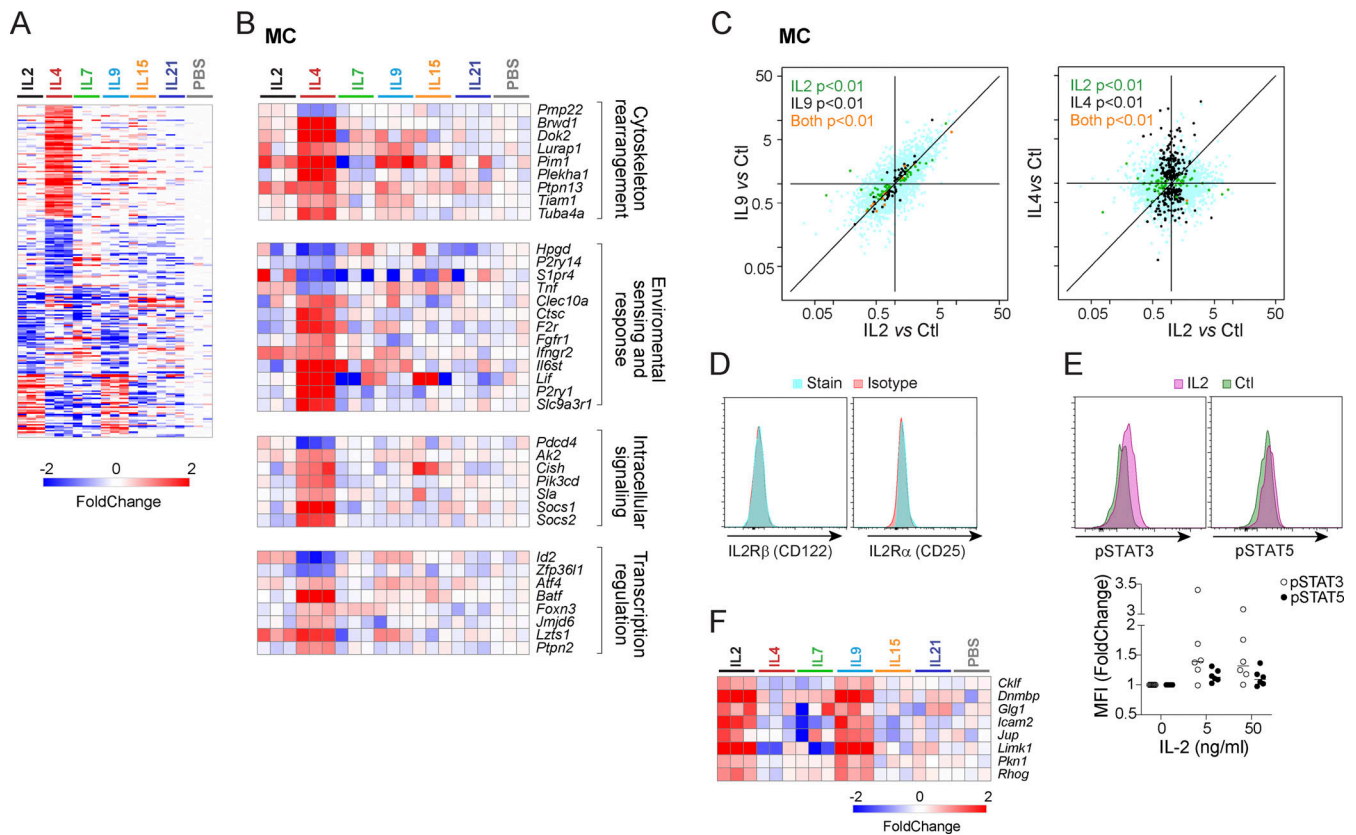 A
IL2
IL4
IL7
IL9
IL15
IL21
PBS
-2
0
2
FoldChange
B
MC
IL2
IL4
IL7
IL9
IL15
IL21
PBS
Pmp22
Brwd1
Dok2
Lurap1
Pim1
Plekha1
Ptpn13
Tiam1
Tuba4a
Cytoskeleton
rearrangement
Hpgd
P2ry14
S1pr4
Tnf
Clec10a
Ctsc
F2r
Fgfr1
Ifngr2
Il6st
Lif
P2ry1
Slc9a3r1
Enviromental
sensing and
response
Pdcd4
Ak2
Cish
Pik3cd
Sla
Socs1
Socs2
Intracellular
signaling
Id2
Zfp36l1
Atf4
Batf
Foxn3
Jmjd6
Lzts1
Ptpn2
Transcription
regulation
C
MC
50
5
0.5
0.05
IL9 vs Ctl
IL2 p<0.01
IL9 p<0.01
Both p<0.01
0.05
0.5
5
50
IL2 vs Ctl
IL4 vs Ctl
IL2 p<0.01
IL4 p<0.01
Both p<0.01
0.05
0.5
5
50
IL2 vs Ctl
D
Stain
Isotype
IL2Rβ (CD122)
IL2Rα (CD25)
E
IL2
Ctl
pSTAT3
pSTAT5
MFI (FoldChange)
3.5
3
2
1.5
1
0.5
pSTAT3
pSTAT5
0
5
50
IL-2 (ng/ml)
F
IL2
IL4
IL7
IL9
IL15
IL21
PBS
Cklf
Dnmbp
Glg1
Icam2
Jup
Limk1
Pkn1
Rhog
-2
0
2
FoldChange